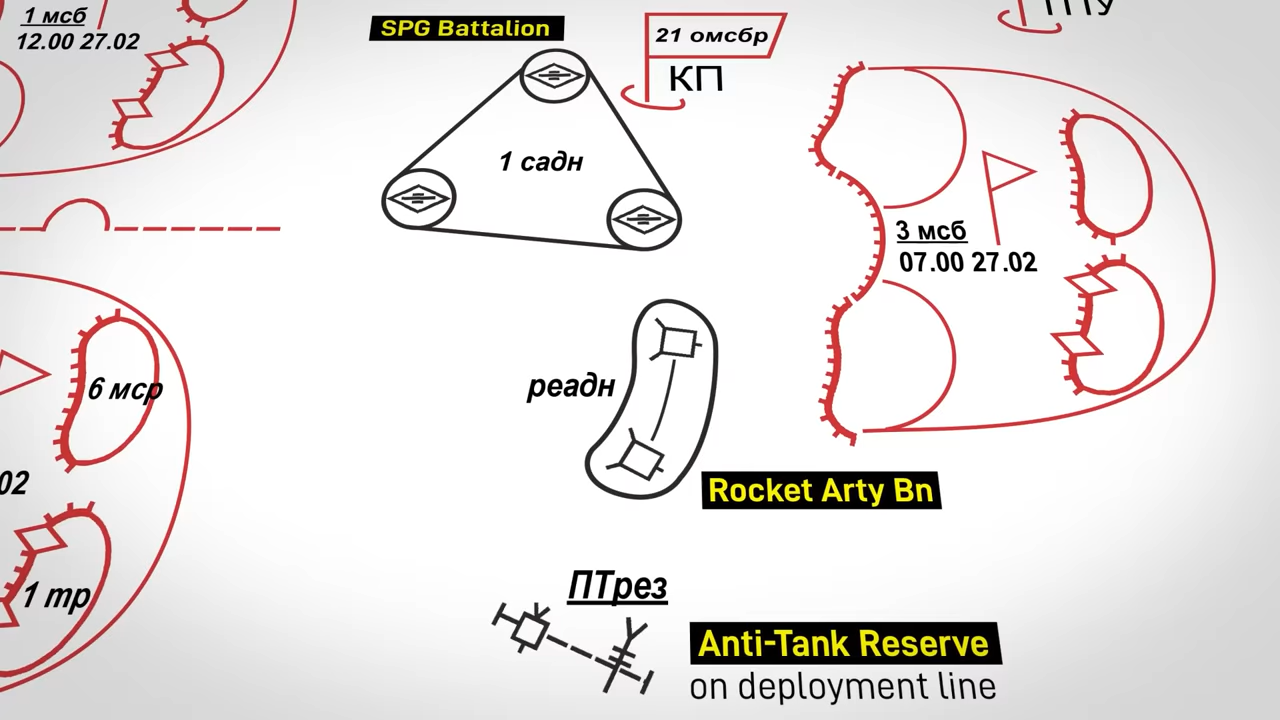 1 мсб
12.00 27.02
SPG Battalion
21 омсбр
КП
ТПУ
1 садн
3 мсб
07.00 27.02
6 мср
реадн
02
Rocket Arty Bn
ПТрез
1 тр
Anti-Tank Reserve
on deployment line